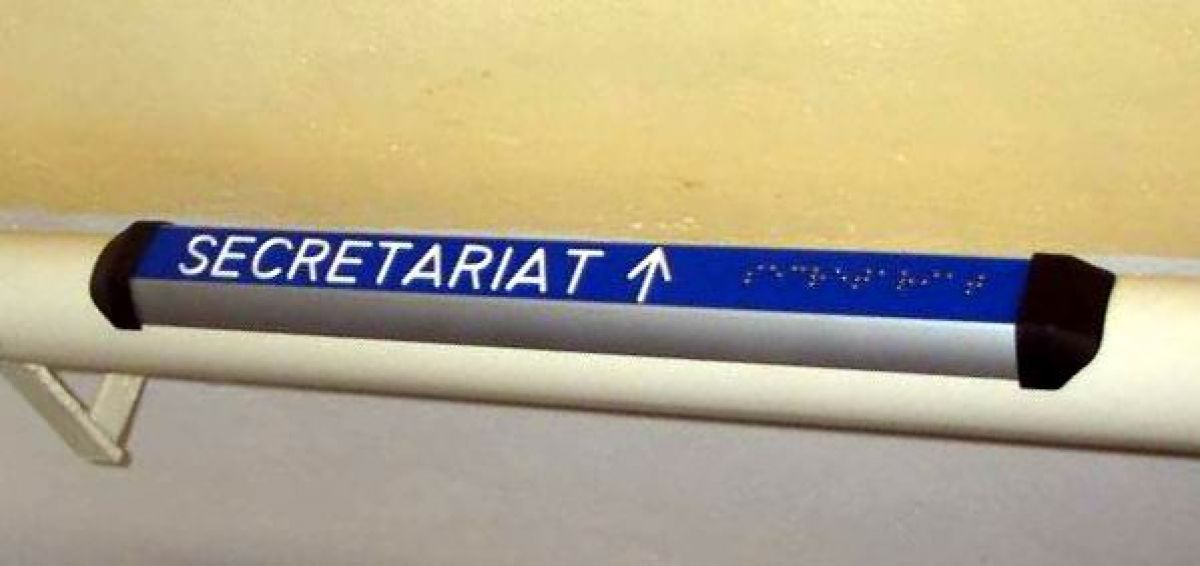 SECRETARIAT ↑